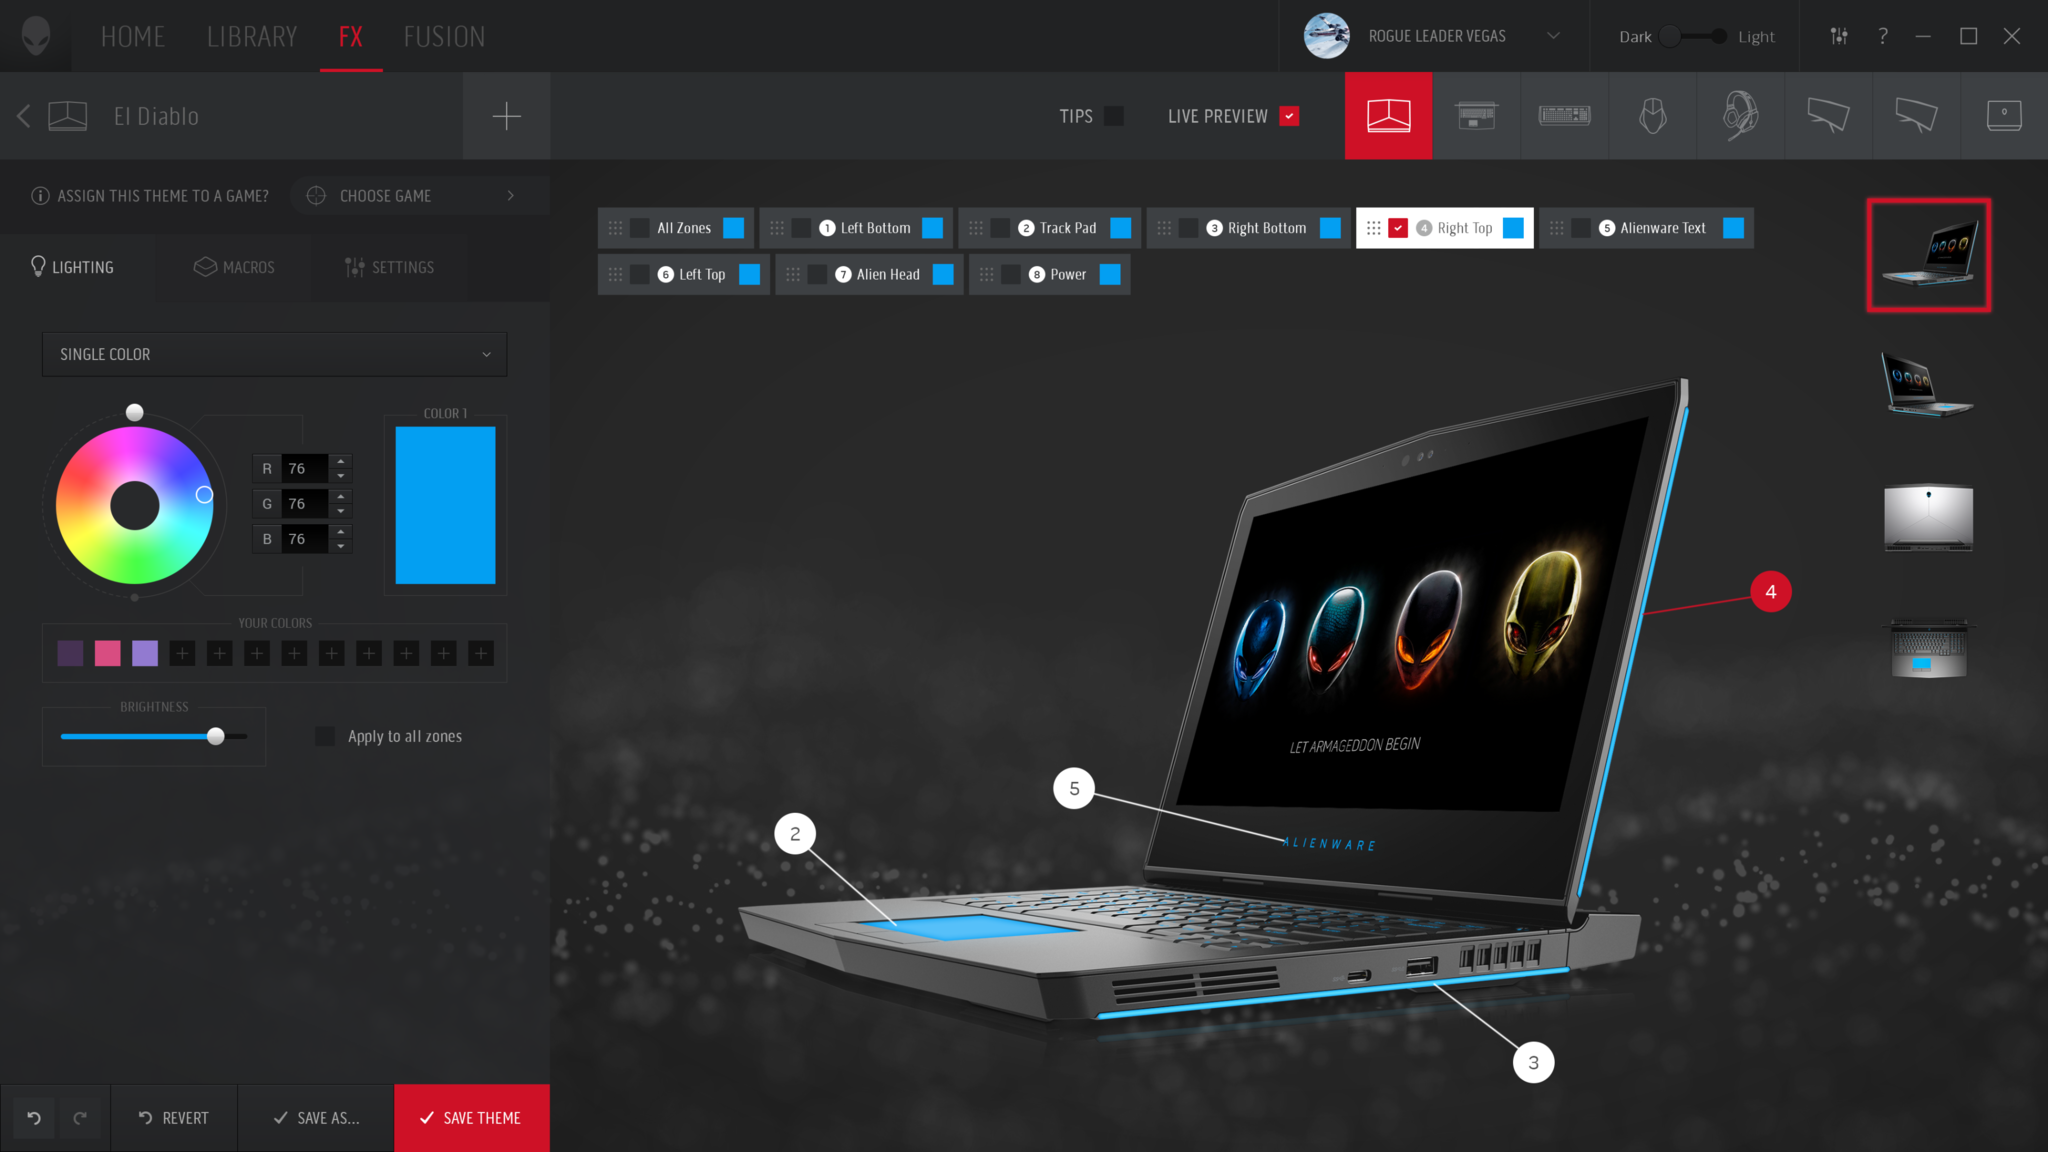 HOME LIBRARY FX FUSION ROGUE LEADER VEGAS Dark Light ?
El Diablo TIPS LIVE PREVIEW
ASSIGN THIS THEME TO A GAME? CHOOSE GAME
All Zones 1 Left Bottom 2 Track Pad 3 Right Bottom 4 Right Top 5 Alienware Text
6 Left Top 7 Alien Head 8 Power
LIGHTING MACROS SETTINGS
SINGLE COLOR
COLOR 1
R 76
G 76
B 76
YOUR COLORS
BRIGHTNESS
Apply to all zones
4
LET ARMAGEDDON BEGIN
5
ALIENWARE
2
3
REVERT SAVE AS... SAVE THEME